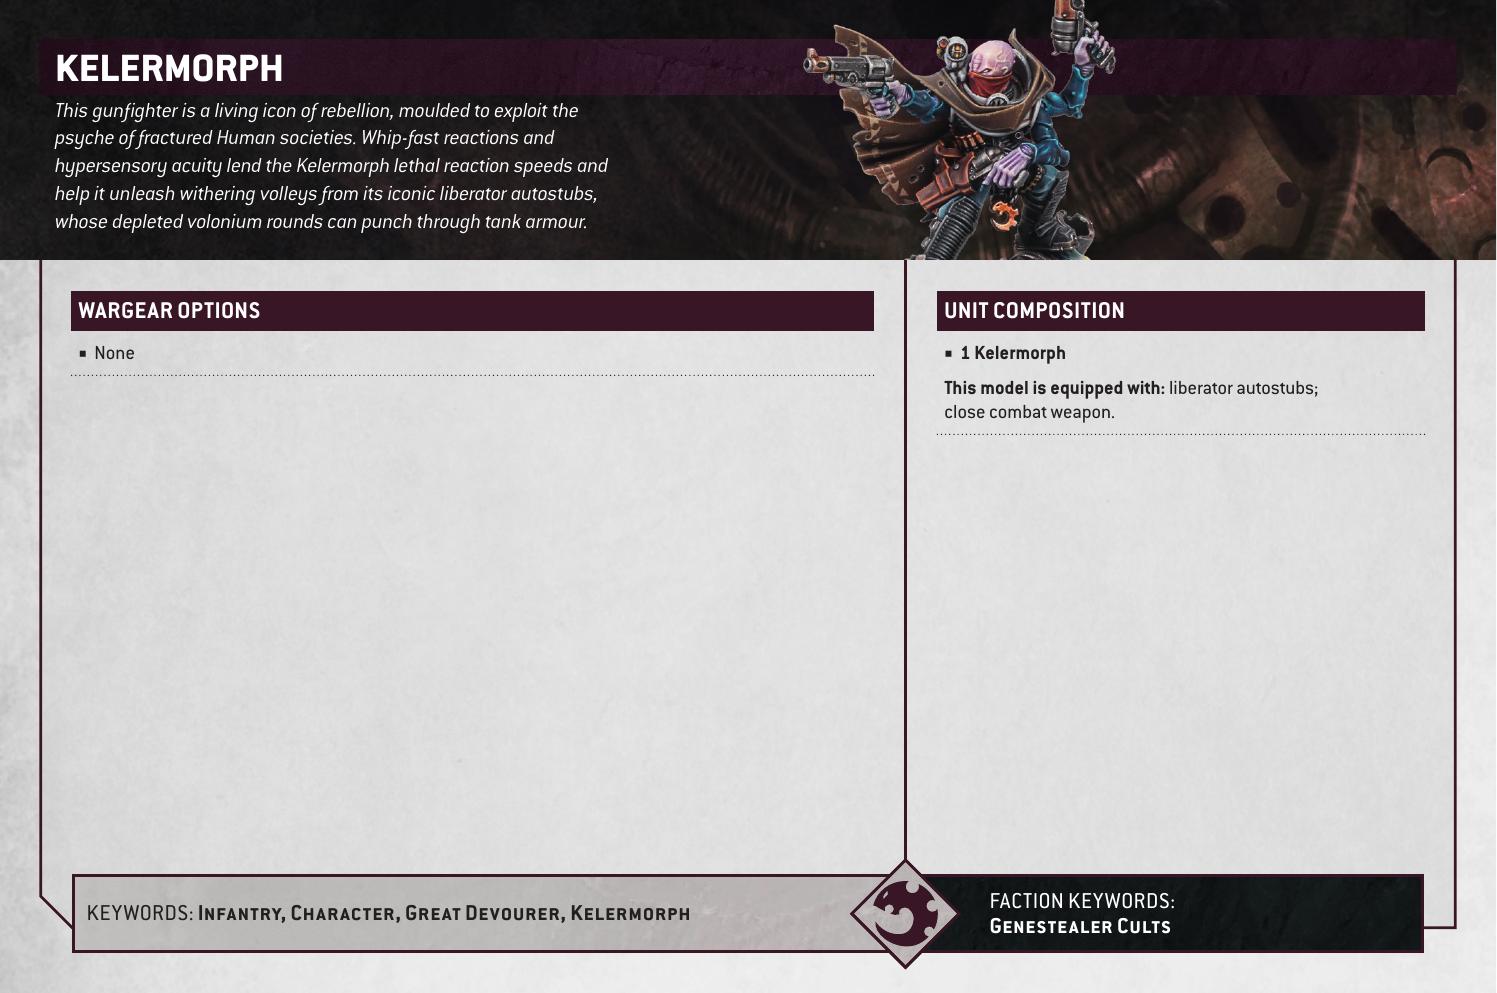 KELERMORPH
This gunfighter is a living icon of rebellion, moulded to exploit the
psyche of fractured Human societies. Whip-fast reactions and
hypersensory acuity lend the Kelermorph lethal reaction speeds and
help it unleash withering volleys from its iconic liberator autostubs,
whose depleted volonium rounds can punch through tank armour.
WARGEAR OPTIONS
▪ None
UNIT COMPOSITION
▪ 1 Kelermorph
This model is equipped with: liberator autostubs;
close combat weapon.
KEYWORDS: Infantry, Character, Great Devourer, Kelermorph
FACTION KEYWORDS:
Genestealer Cults